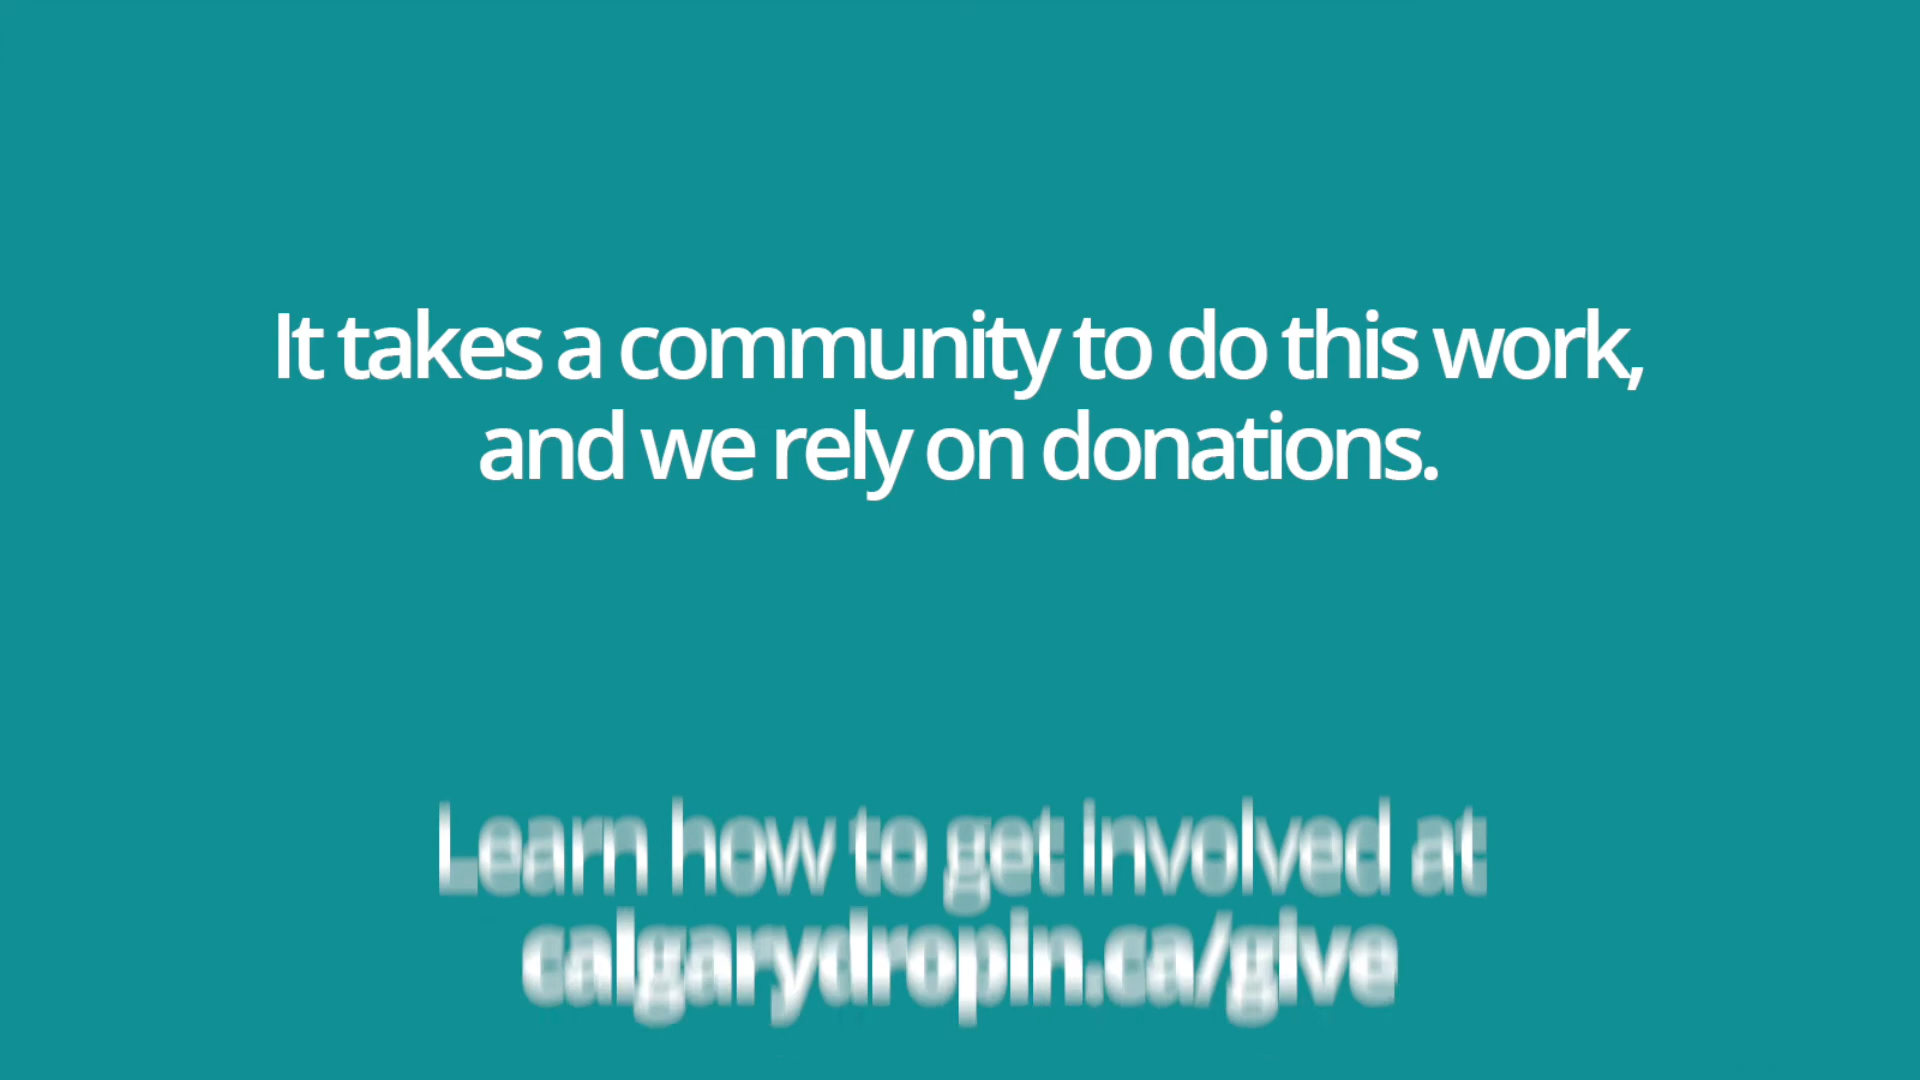 It takes a community to do this work,
and we rely on donations.
Learn how to get involved at
calgarydropin.ca/give